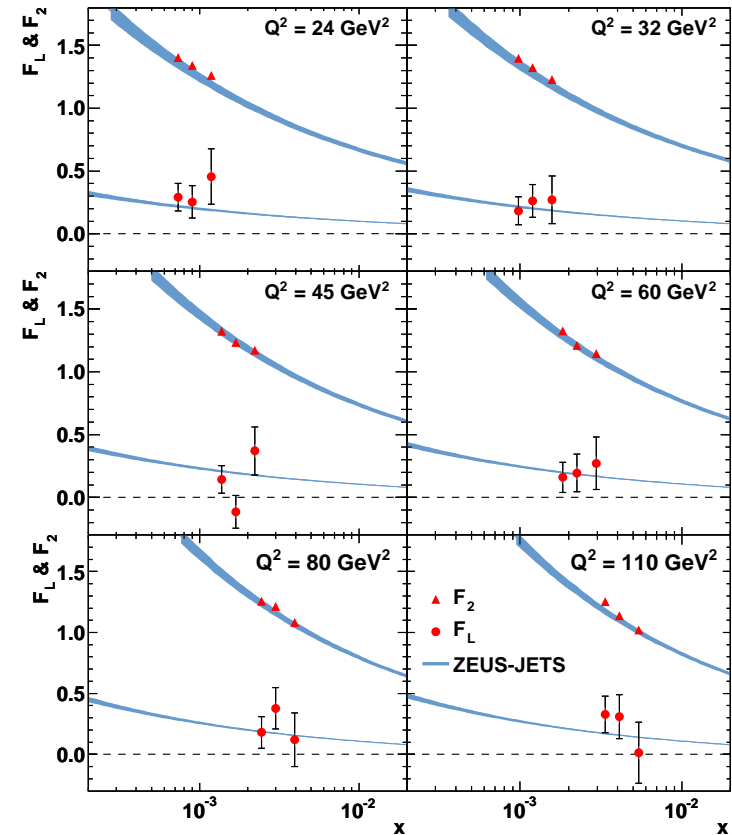 Q² = 24 GeV²
Q² = 32 GeV²
F_L & F_2
1.5
1.0
0.5
0.0
Q² = 45 GeV²
Q² = 60 GeV²
F_L & F_2
1.5
1.0
0.5
0.0
Q² = 80 GeV²
Q² = 110 GeV²
F_L & F_2
1.5
1.0
0.5
0.0
F_2
F_L
ZEUS-JETS
10⁻³ 10⁻² 10⁻³ 10⁻²
x x